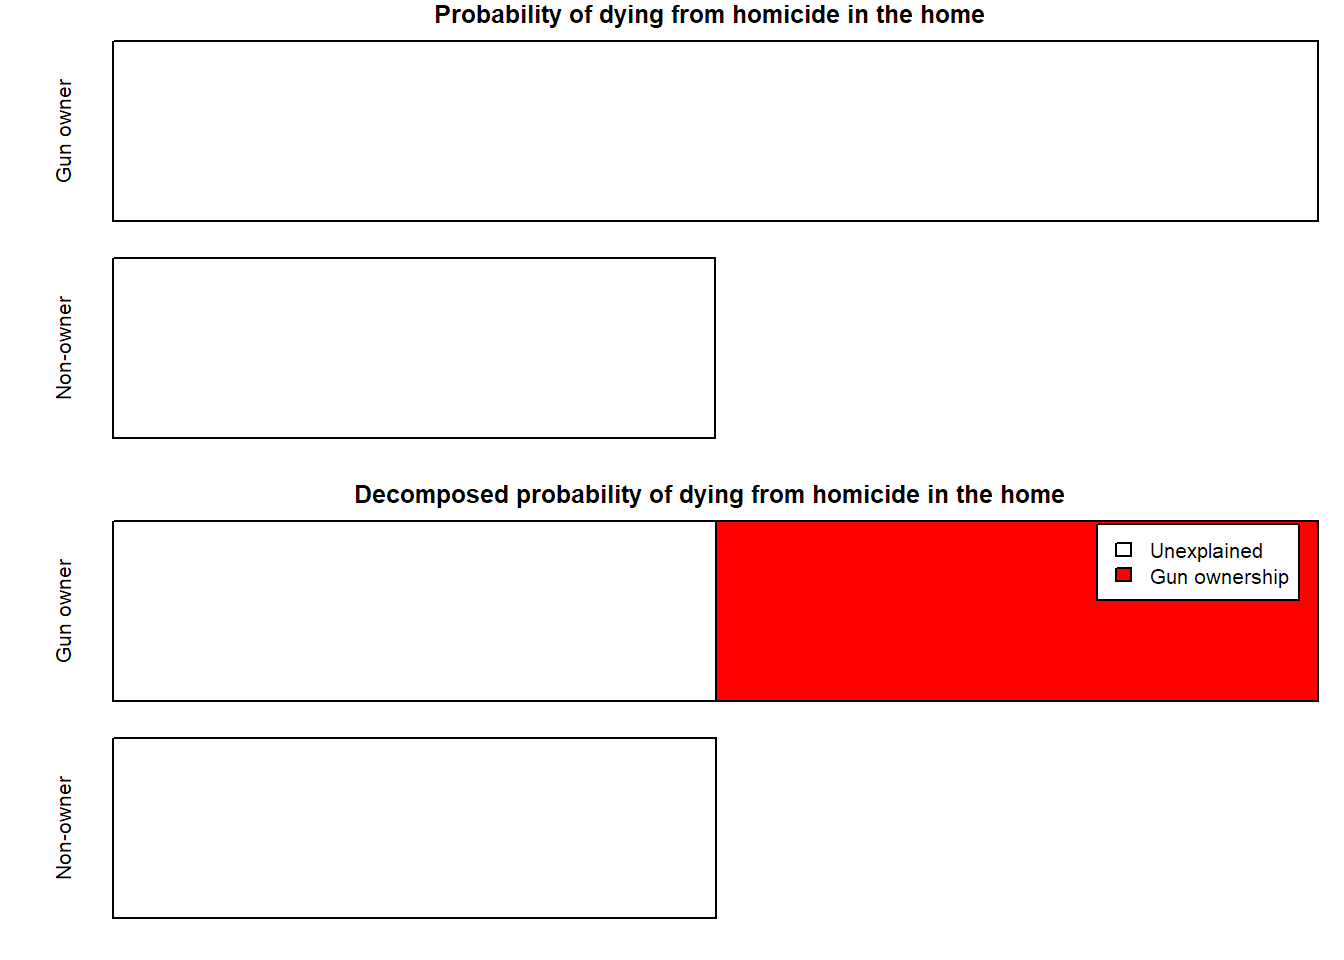 Probability of dying from homicide in the home
Gun owner
Non-owner
Decomposed probability of dying from homicide in the home
Gun owner
Unexplained
Gun ownership
Non-owner